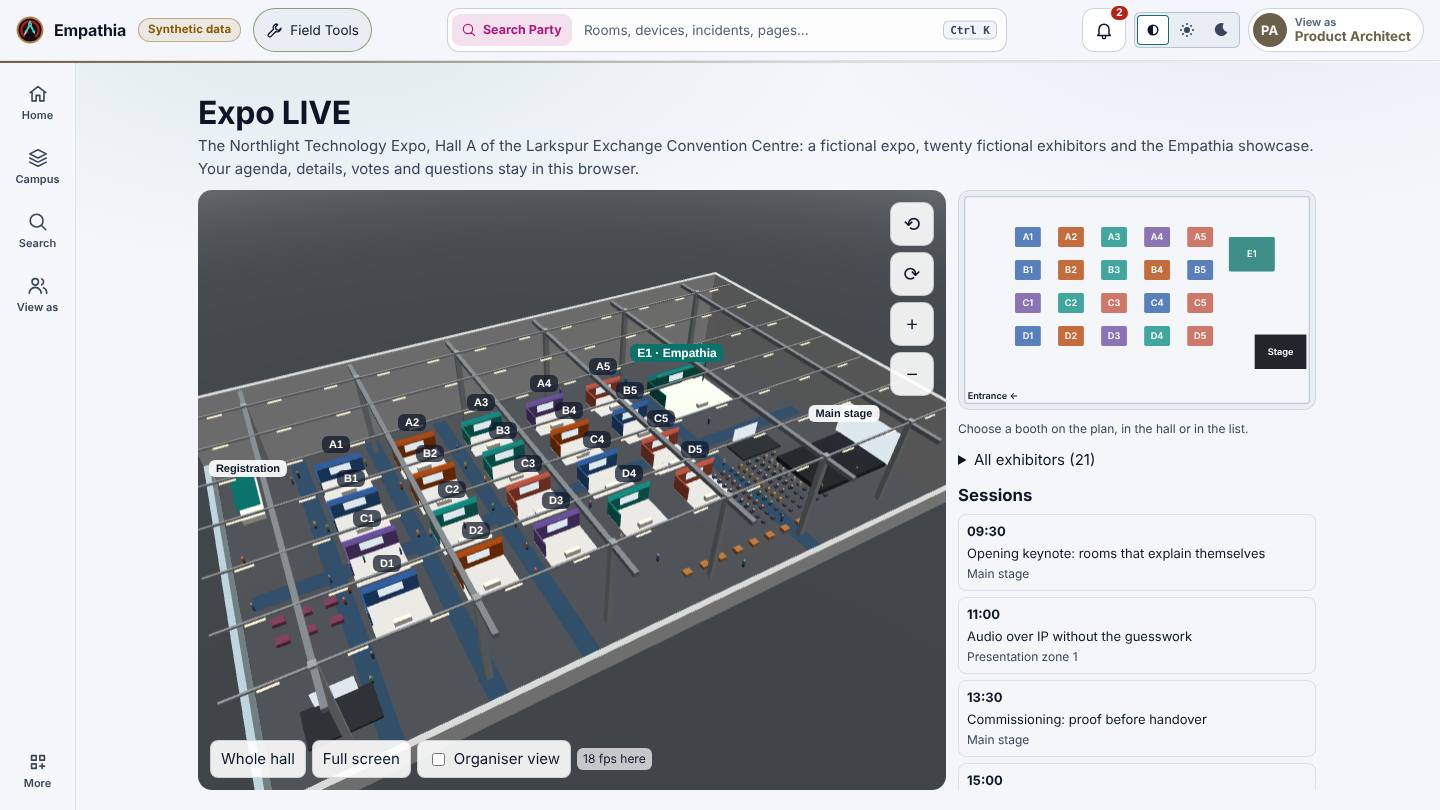 Empathia
Synthetic data
Field Tools
Search Party
Rooms, devices, incidents, pages...
Ctrl K
2
PA
View as
Product Architect
Home
Campus
Search
View as
More
Expo LIVE
The Northlight Technology Expo, Hall A of the Larkspur Exchange Convention Centre: a fictional expo, twenty fictional exhibitors and the Empathia showcase.
Your agenda, details, votes and questions stay in this browser.
E1 · Empathia
A5
B5
A4
B4
C5
A3
B3
C4
D5
Main stage
A2
B2
C3
D4
A1
B1
C2
D3
Registration
C1
D2
D1
Whole hall
Full screen
Organiser view
18 fps here
A1 A2 A3 A4 A5
E1
B1 B2 B3 B4 B5
C1 C2 C3 C4 C5
D1 D2 D3 D4 D5
Stage
Entrance ←
Choose a booth on the plan, in the hall or in the list.
All exhibitors (21)
Sessions
09:30
Opening keynote: rooms that explain themselves
Main stage
11:00
Audio over IP without the guesswork
Presentation zone 1
13:30
Commissioning: proof before handover
Main stage
15:00